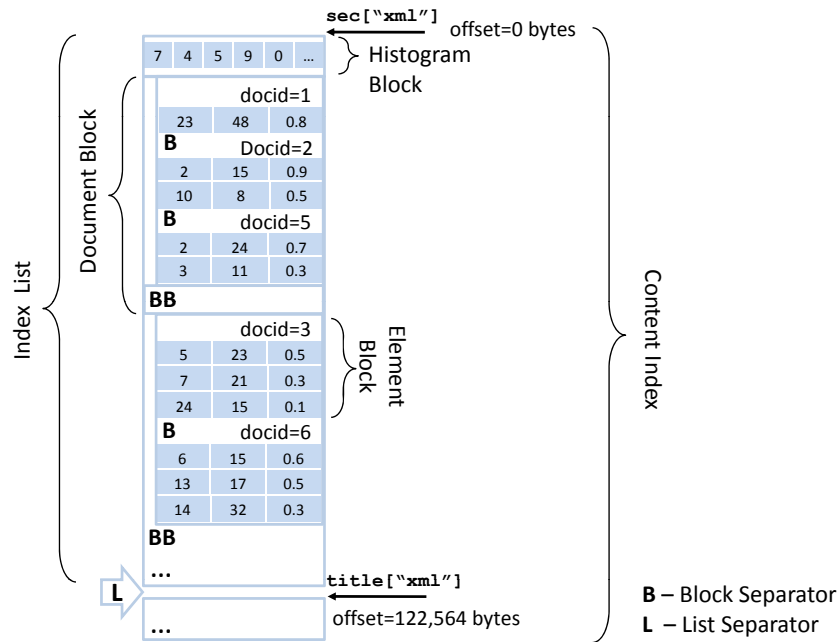 sec["xml"]
offset=0 bytes
7 4 5 9 0 ...
Histogram
Block
docid=1
23 48 0.8
B Docid=2
2 15 0.9
10 8 0.5
B docid=5
2 24 0.7
3 11 0.3
BB
Document Block
docid=3
5 23 0.5
7 21 0.3
24 15 0.1
Element
Block
B docid=6
6 15 0.6
13 17 0.5
14 32 0.3
BB
...
Index List
Content Index
L
title["xml"]
offset=122,564 bytes
...
B – Block Separator
L – List Separator